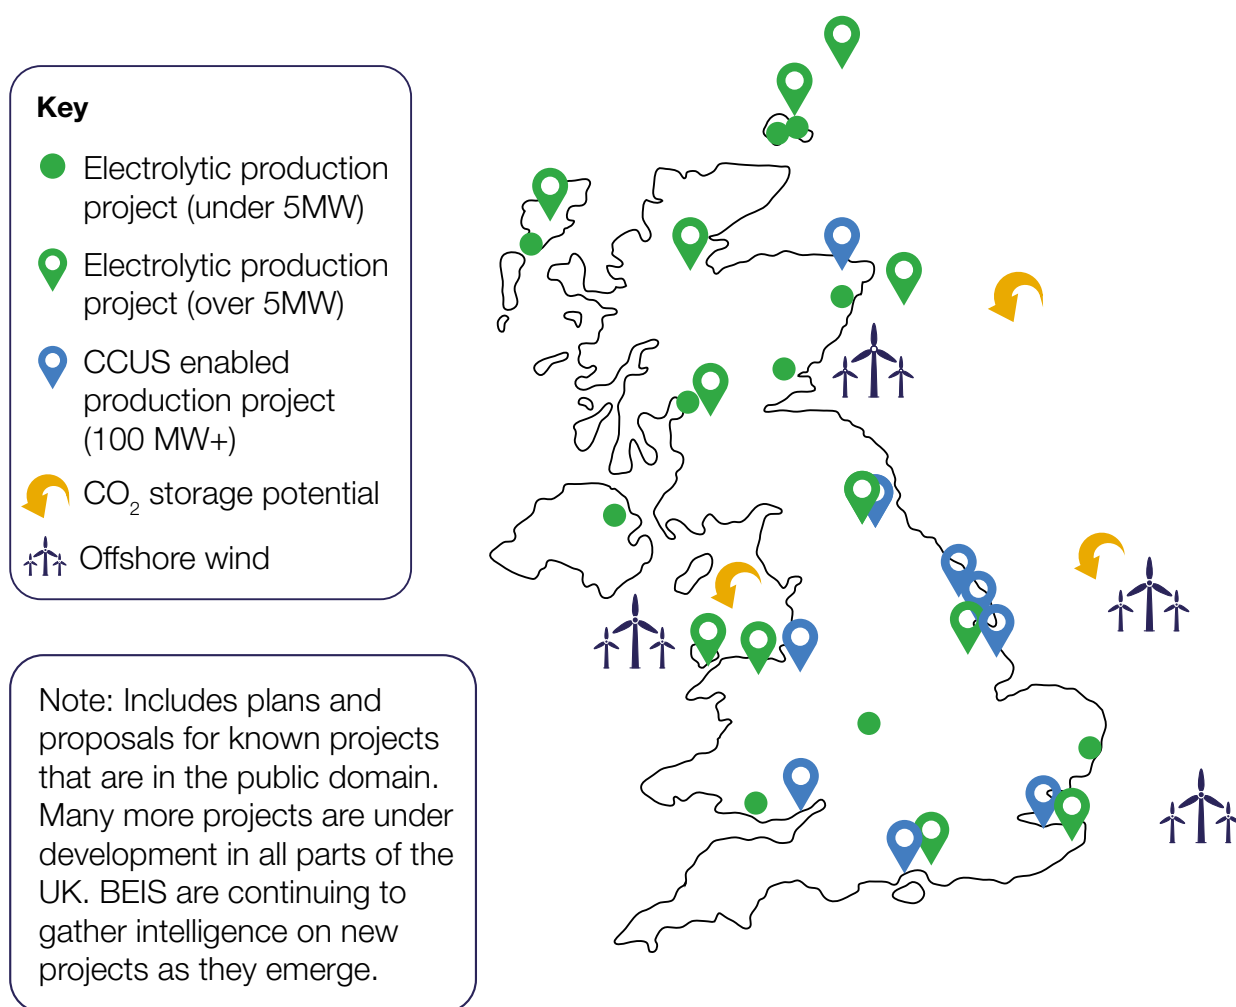 Key
Electrolytic production
project (under 5MW)
Electrolytic production
project (over 5MW)
CCUS enabled
production project
(100 MW+)
CO₂ storage potential
Offshore wind
Note: Includes plans and
proposals for known projects
that are in the public domain.
Many more projects are under
development in all parts of the
UK. BEIS are continuing to
gather intelligence on new
projects as they emerge.